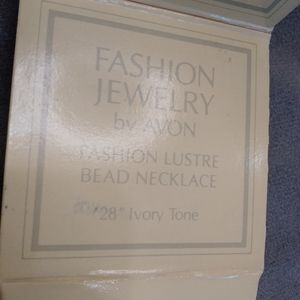 FASHION
JEWELRY
by AVON
FASHION LUSTRE
BEAD NECKLACE
28" Ivory Tone